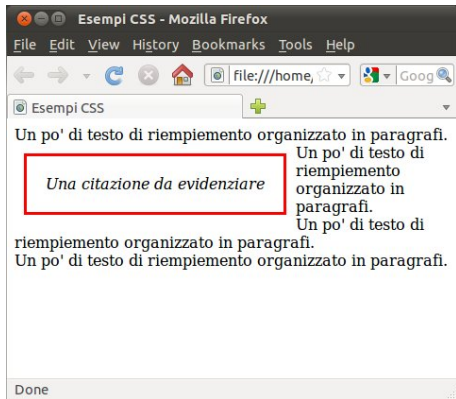 Esempi CSS - Mozilla Firefox
File Edit View History Bookmarks Tools Help
file:///home, Goog
Esempi CSS
Un po' di testo di riempiemento organizzato in paragrafi.
Una citazione da evidenziare
Un po' di testo di
riempiemento
organizzato in
paragrafi.
Un po' di testo di
riempiemento organizzato in paragrafi.
Un po' di testo di riempiemento organizzato in paragrafi.
Done